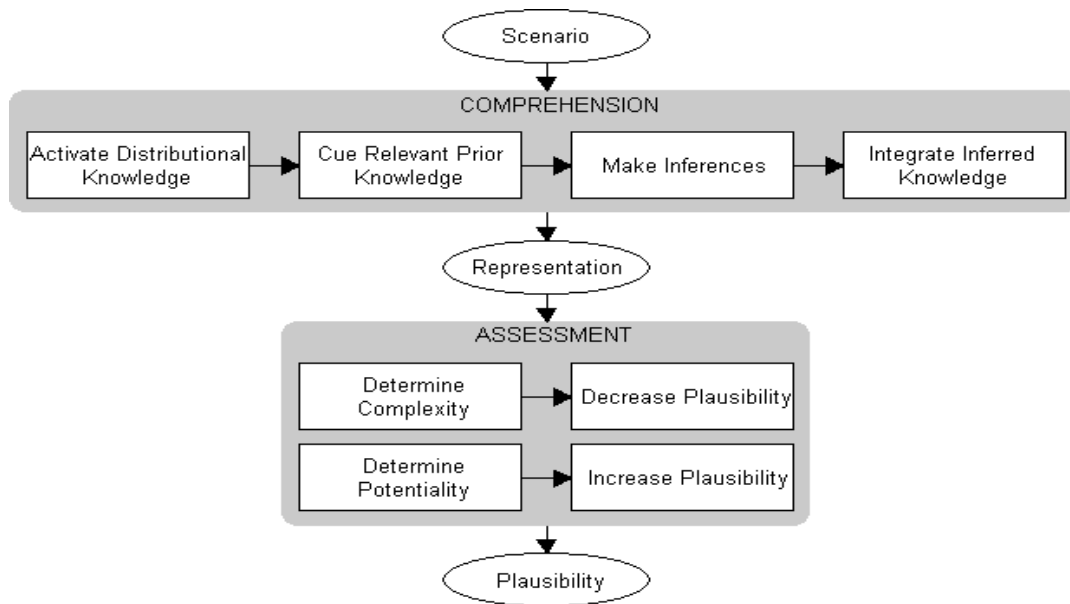 Scenario
COMPREHENSION
Activate Distributional
Knowledge
Cue Relevant Prior
Knowledge
Make Inferences
Integrate Inferred
Knowledge
Representation
ASSESSMENT
Determine
Complexity
Decrease Plausibility
Determine
Potentiality
Increase Plausibility
Plausibility